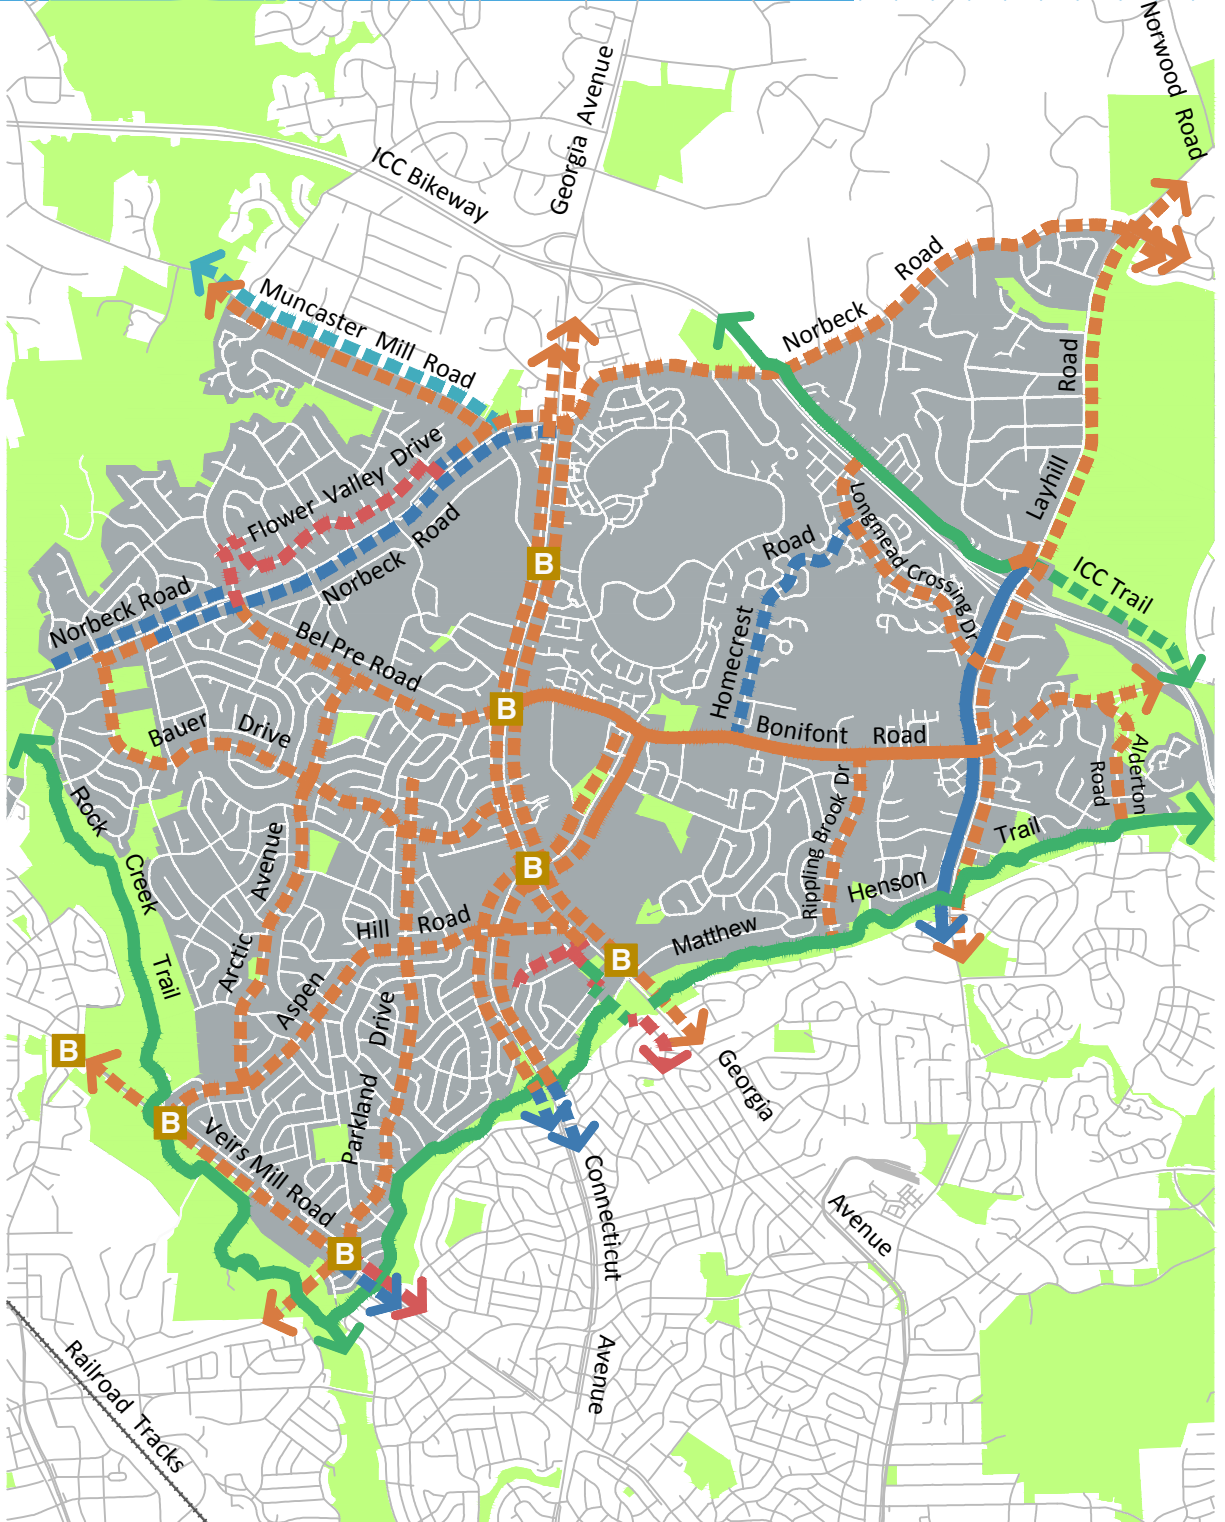 Norwood Road
Georgia Avenue
ICC Bikeway
Road
Norbeck
Muncaster Mill Road
Road
Layhill
Flower Valley Drive
Norbeck Road
Longmead Crossing Dr
Road
Homecrest
B
ICC Trail
Norbeck Road
Bel Pre Road
B
Bauer Drive
Bonifont Road
Alderton
Road
Rock Creek Trail
Rippling Brook Dr
Trail
Henson
Matthew
Avenue
Arctic
B
Hill Road
Aspen
B
Drive
Parkland
B
Georgia
Avenue
B
Veirs Mill Road
B
Connecticut
Avenue
Railroad Tracks